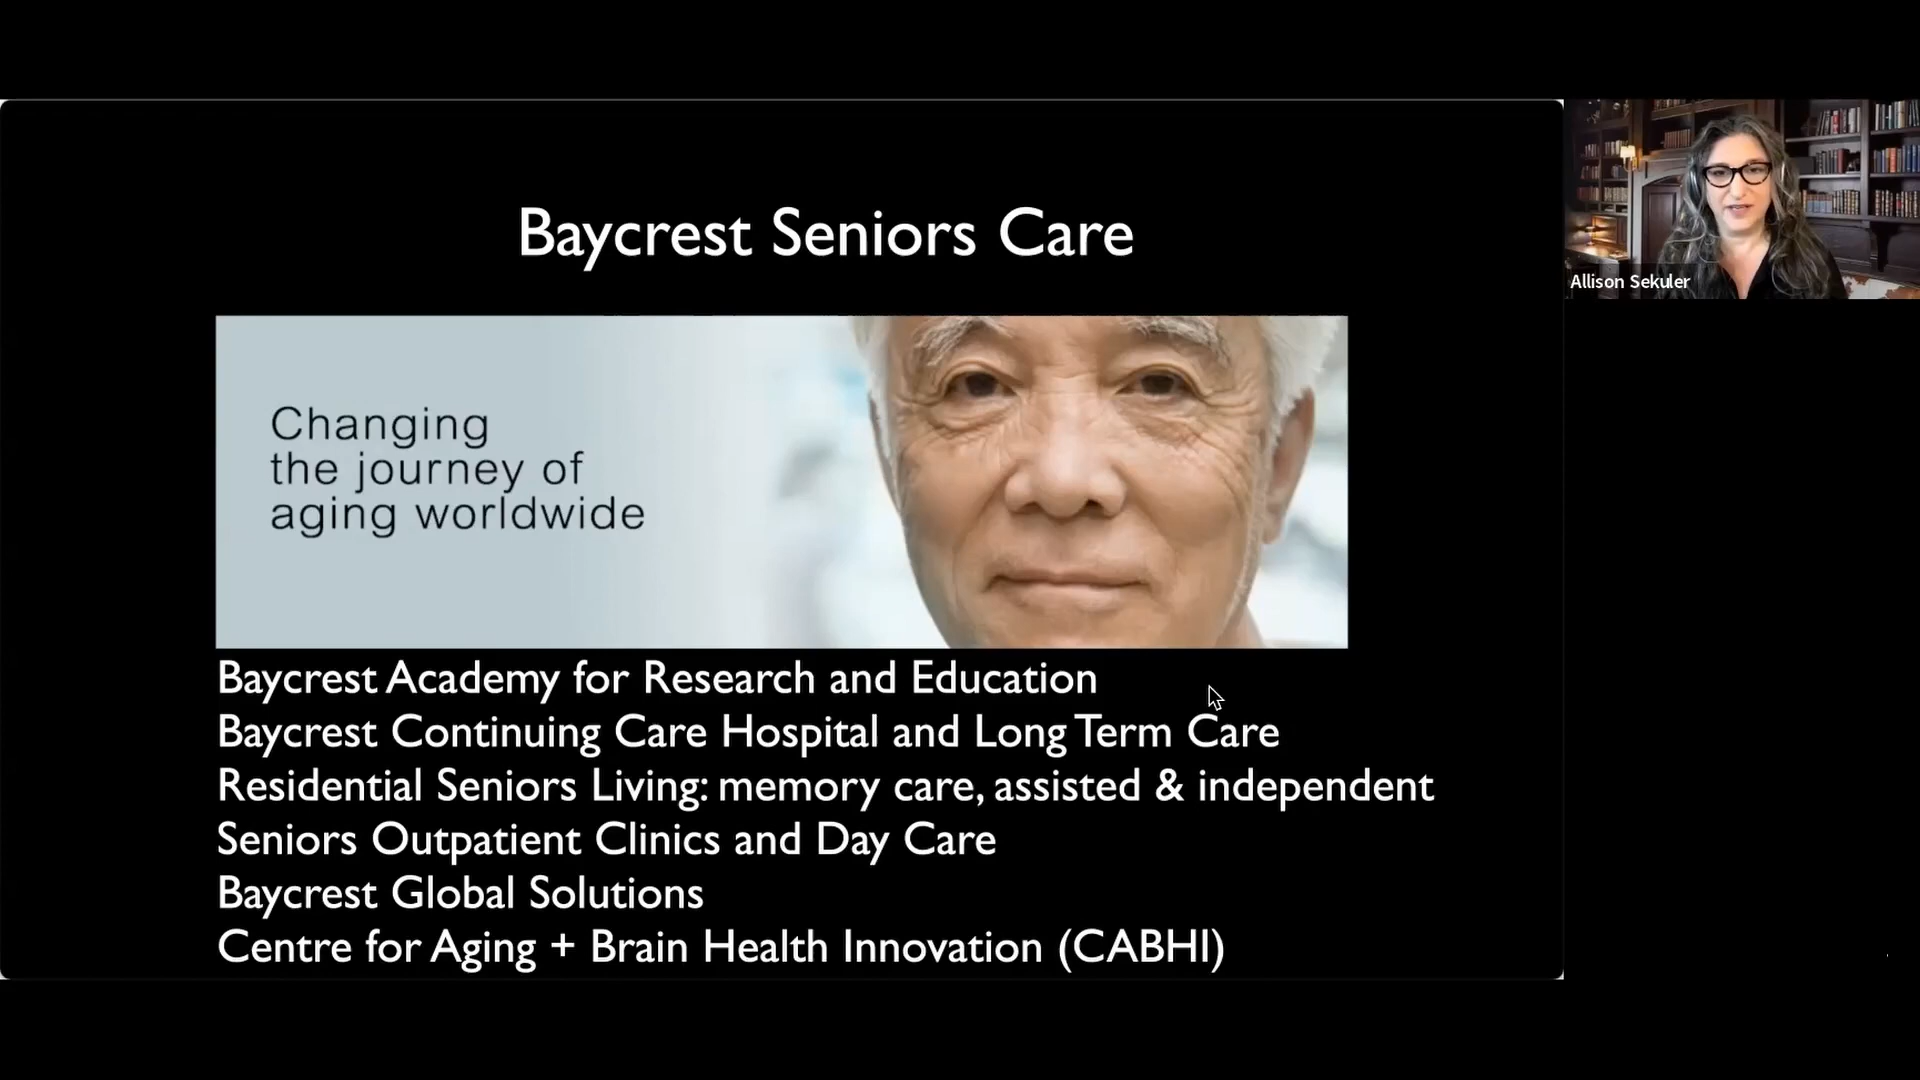 Baycrest Seniors Care
Changing
the journey of
aging worldwide
Baycrest Academy for Research and Education
Baycrest Continuing Care Hospital and Long Term Care
Residential Seniors Living: memory care, assisted & independent
Seniors Outpatient Clinics and Day Care
Baycrest Global Solutions
Centre for Aging + Brain Health Innovation (CABHI)
Allison Sekuler